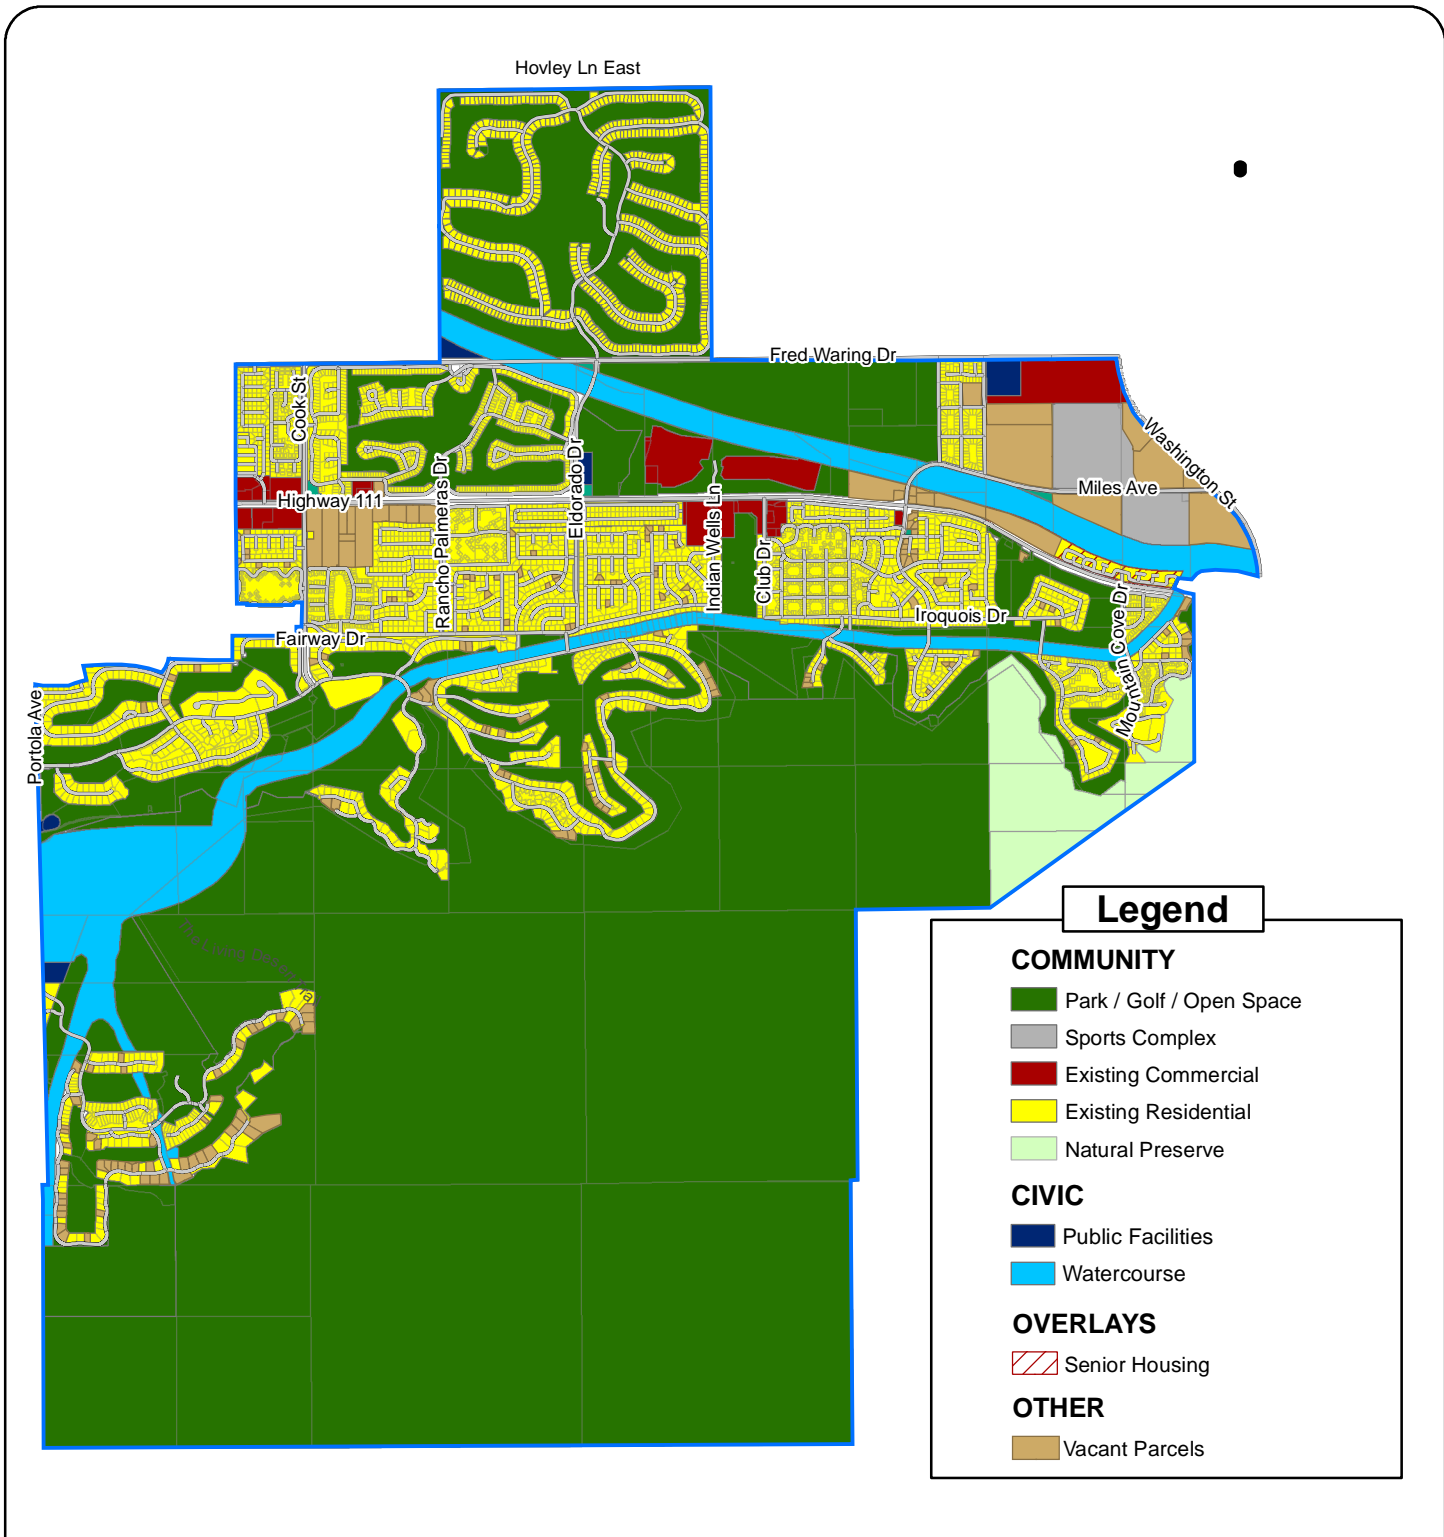 Hovley Ln East
Fred Waring Dr
Cook St
Washington St
Eldorado Dr
Rancho Palmeras Dr
Highway 111
Miles Ave
Indian Wells Ln
Club Dr
Iroquois Dr
Mountain Cove Dr
Fairway Dr
Portola Ave
Legend
COMMUNITY
Park / Golf / Open Space
Sports Complex
Existing Commercial
Existing Residential
Natural Preserve
CIVIC
Public Facilities
Watercourse
OVERLAYS
Senior Housing
OTHER
Vacant Parcels